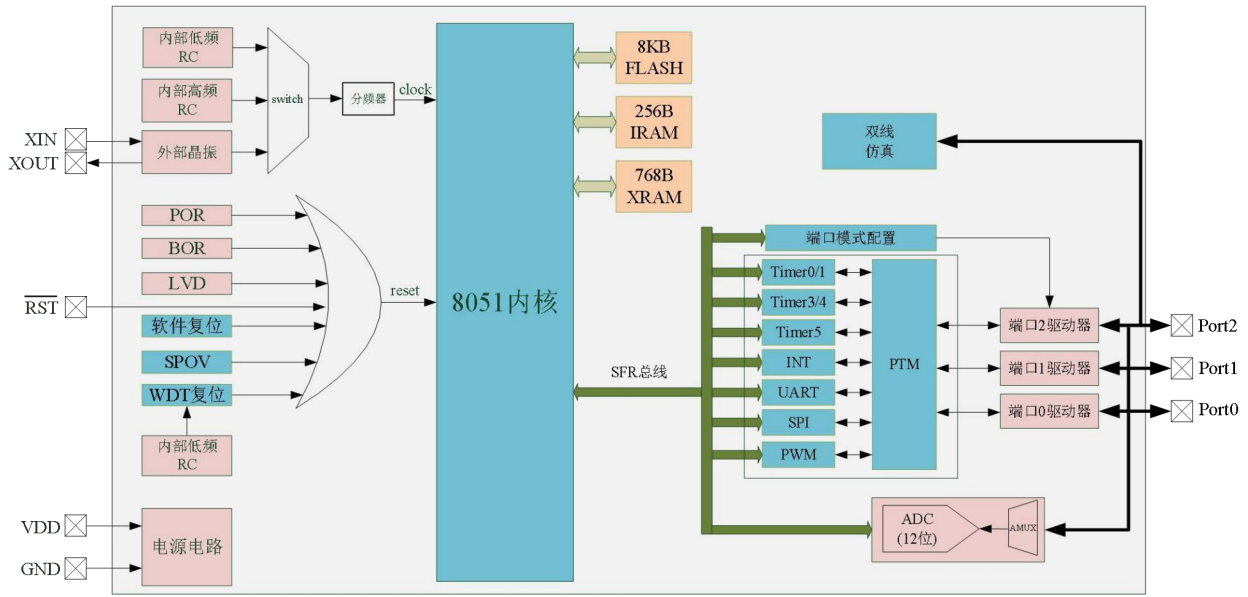 内部低频
RC
内部高频
RC
外部晶振
XIN
XOUT
switch
分频器
clock
POR
BOR
LVD
RST
软件复位
SPOV
WDT复位
内部低频
RC
reset
VDD
GND
电源电路
8051内核
8KB
FLASH
256B
IRAM
768B
XRAM
双线
仿真
SFR总线
端口模式配置
Timer0/1
Timer3/4
Timer5
INT
UART
SPI
PWM
PTM
端口2驱动器
端口1驱动器
端口0驱动器
Port2
Port1
Port0
ADC
(12位)
AMUX